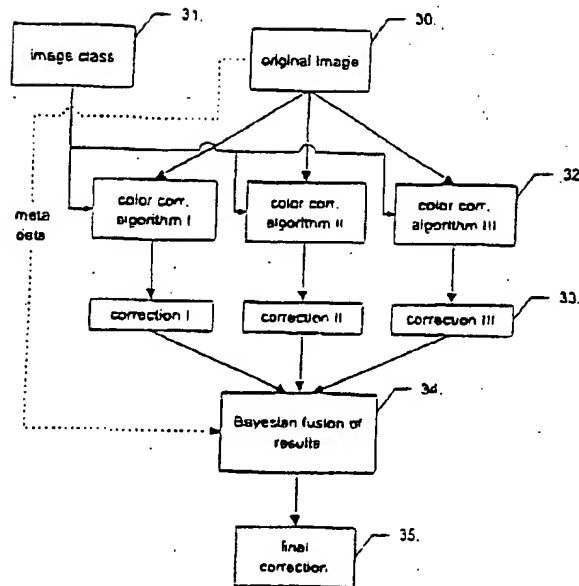 31.
30.
image class
original image
32
color corr.
algorithm I
color corr.
algorithm II
color corr.
algorithm III
meta
data
33.
correction I
correction II
correction III
34.
Bayesian fusion of
results
35.
final
correction